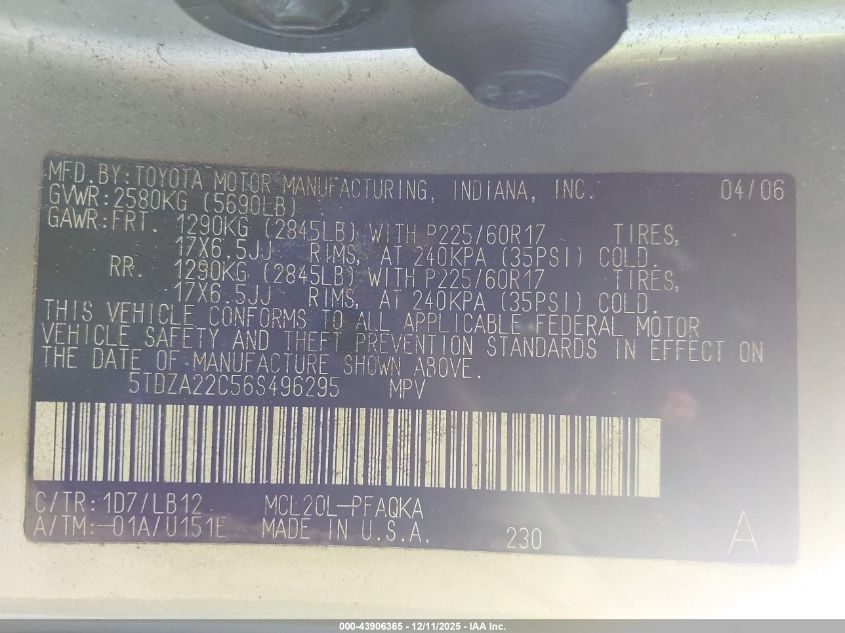 MFD.BY:TOYOTA MOTOR MANUFACTURING, INDIANA, INC. 04/06
GVWR:2580KG (5690LB)
GAWR:FRT. 1290KG (2845LB) WITH P225/60R17 TIRES,
17X6.5JJ RIMS, AT 240KPA (35PSI) COLD.
RR. 1290KG (2845LB) WITH P225/60R17 TIRES,
17X6.5JJ RIMS, AT 240KPA (35PSI) COLD.
THIS VEHICLE CONFORMS TO ALL APPLICABLE FEDERAL MOTOR
VEHICLE SAFETY AND THEFT PREVENTION STANDARDS IN EFFECT ON
THE DATE OF MANUFACTURE SHOWN ABOVE.
5TDZA22C56S496295 MPV
C/TR:1D7/LB12 MCL20L-PFAQKA
A/TM:-01A/U151E MADE IN U.S.A. 230 A
000-43906365 - 12/11/2025 - IAA Inc.